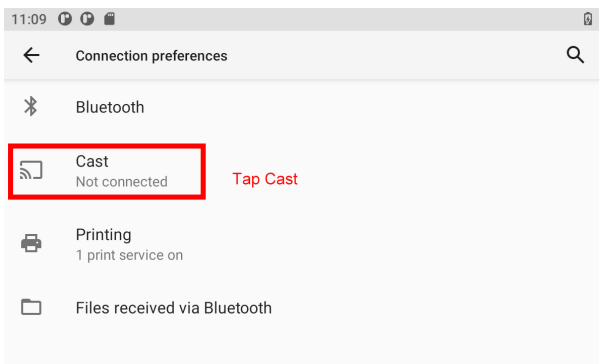 11:09
Connection preferences
Bluetooth
Cast
Not connected
Tap Cast
Printing
1 print service on
Files received via Bluetooth